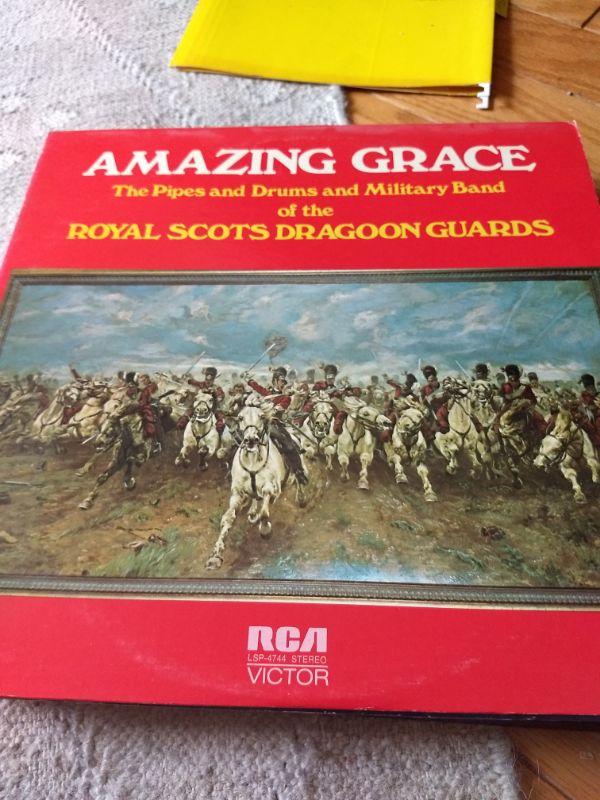 AMAZING GRACE
The Pipes and Drums and Military Band
of the
ROYAL SCOTS DRAGOON GUARDS
RCA
LSP-4744 STEREO
VICTOR